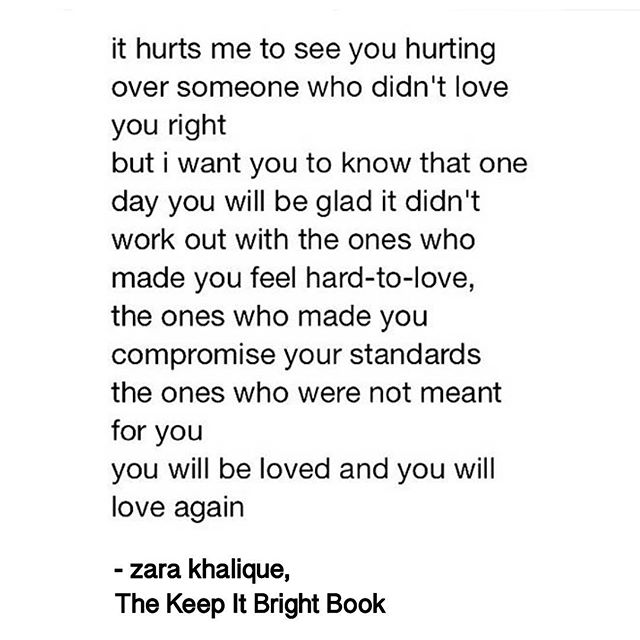 it hurts me to see you hurting
over someone who didn't love
you right
but i want you to know that one
day you will be glad it didn't
work out with the ones who
made you feel hard-to-love,
the ones who made you
compromise your standards
the ones who were not meant
for you
you will be loved and you will
love again
- zara khalique,
The Keep It Bright Book